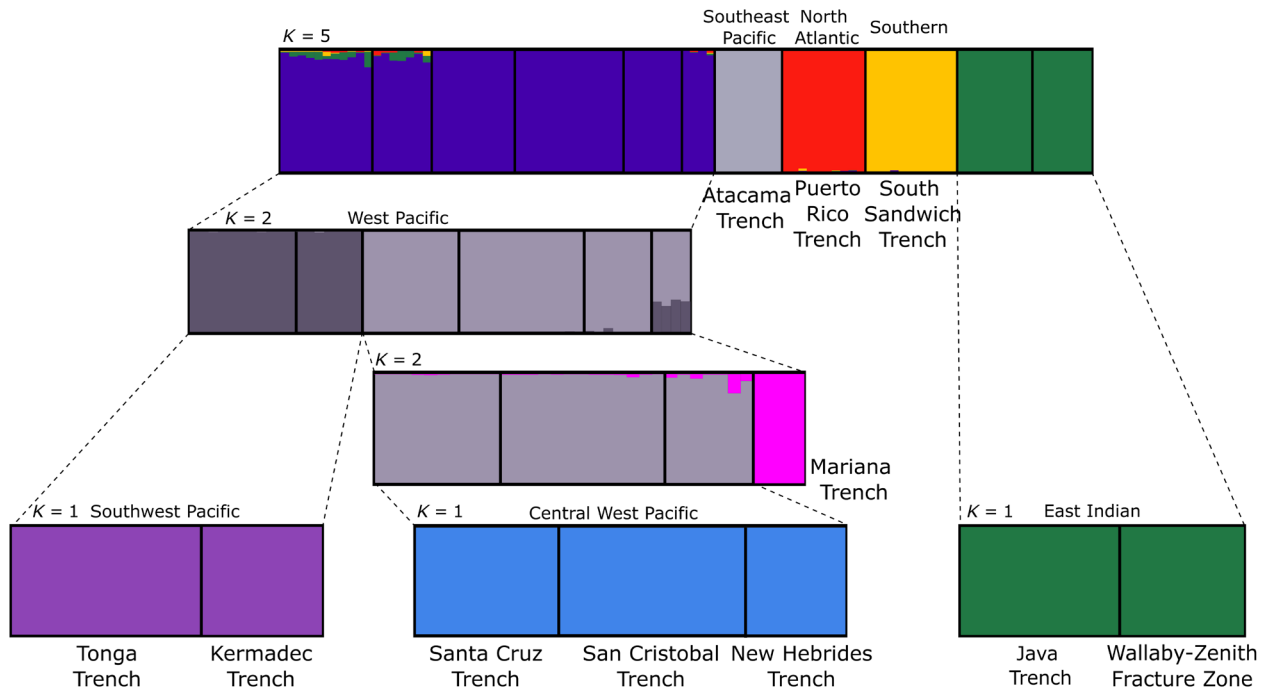 K = 5
Southeast
Pacific
North
Atlantic
Southern
Atacama
Trench
Puerto
Rico
Trench
South
Sandwich
Trench
K = 2
West Pacific
K = 2
Mariana
Trench
K = 1
Southwest Pacific
K = 1
Central West Pacific
K = 1
East Indian
Tonga
Trench
Kermadec
Trench
Santa Cruz
Trench
San Cristobal
Trench
New Hebrides
Trench
Java
Trench
Wallaby-Zenith
Fracture Zone